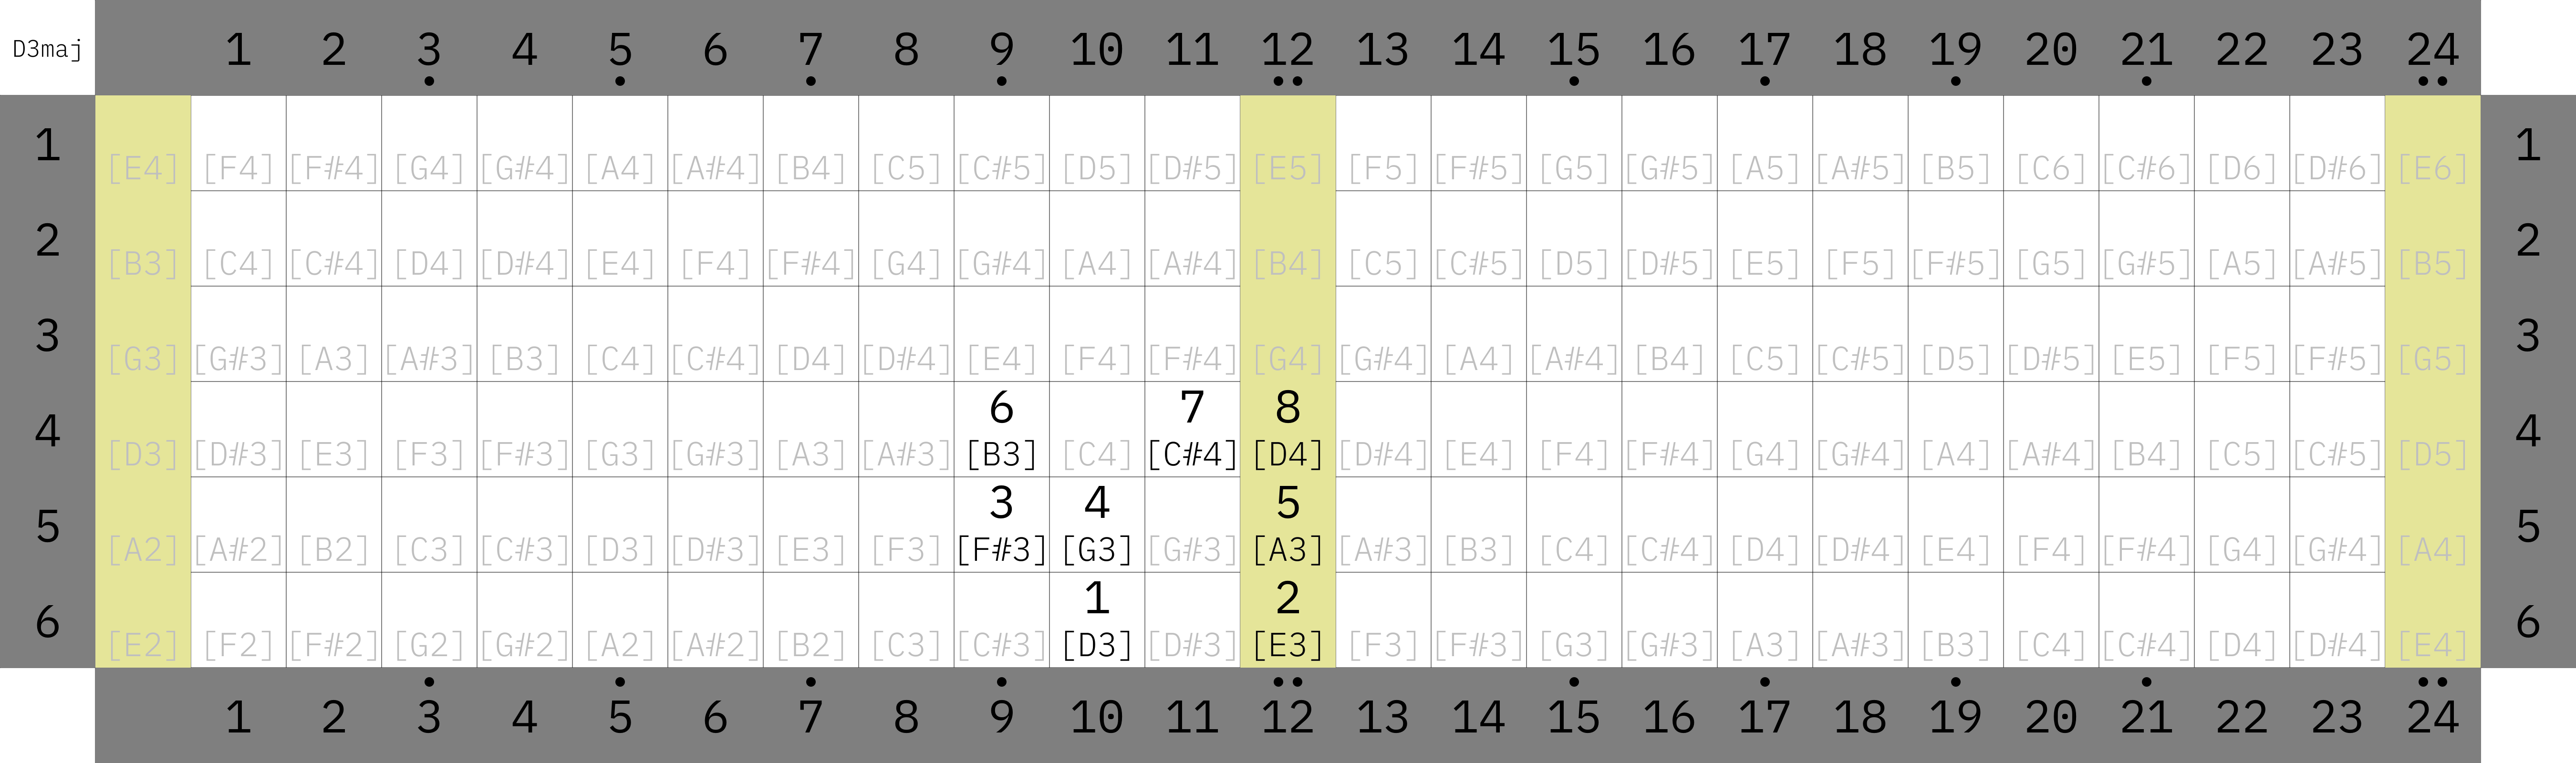 D3maj 1 2 3 4 5 6 7 8 9 10 11 12 13 14 15 16 17 18 19 20 21 22 23 24
1 [E4] [F4] [F#4] [G4] [G#4] [A4] [A#4] [B4] [C5] [C#5] [D5] [D#5] [E5] [F5] [F#5] [G5] [G#5] [A5] [A#5] [B5] [C6] [C#6] [D6] [D#6] [E6] 1
2 [B3] [C4] [C#4] [D4] [D#4] [E4] [F4] [F#4] [G4] [G#4] [A4] [A#4] [B4] [C5] [C#5] [D5] [D#5] [E5] [F5] [F#5] [G5] [G#5] [A5] [A#5] [B5] 2
3 [G3] [G#3] [A3] [A#3] [B3] [C4] [C#4] [D4] [D#4] [E4] [F4] [F#4] [G4] [G#4] [A4] [A#4] [B4] [C5] [C#5] [D5] [D#5] [E5] [F5] [F#5] [G5] 3
6 7 8
4 [D3] [D#3] [E3] [F3] [F#3] [G3] [G#3] [A3] [A#3] [B3] [C4] [C#4] [D4] [D#4] [E4] [F4] [F#4] [G4] [G#4] [A4] [A#4] [B4] [C5] [C#5] [D5] 4
3 4 5
5 [A2] [A#2] [B2] [C3] [C#3] [D3] [D#3] [E3] [F3] [F#3] [G3] [G#3] [A3] [A#3] [B3] [C4] [C#4] [D4] [D#4] [E4] [F4] [F#4] [G4] [G#4] [A4] 5
1 2
6 [E2] [F2] [F#2] [G2] [G#2] [A2] [A#2] [B2] [C3] [C#3] [D3] [D#3] [E3] [F3] [F#3] [G3] [G#3] [A3] [A#3] [B3] [C4] [C#4] [D4] [D#4] [E4] 6
1 2 3 4 5 6 7 8 9 10 11 12 13 14 15 16 17 18 19 20 21 22 23 24